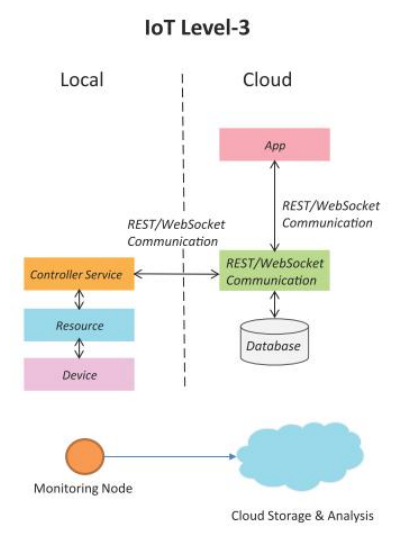 IoT Level-3
Local
Cloud
App
REST/WebSocket
Communication
REST/WebSocket
Communication
Controller Service
REST/WebSocket
Communication
Resource
Database
Device
Monitoring Node
Cloud Storage & Analysis